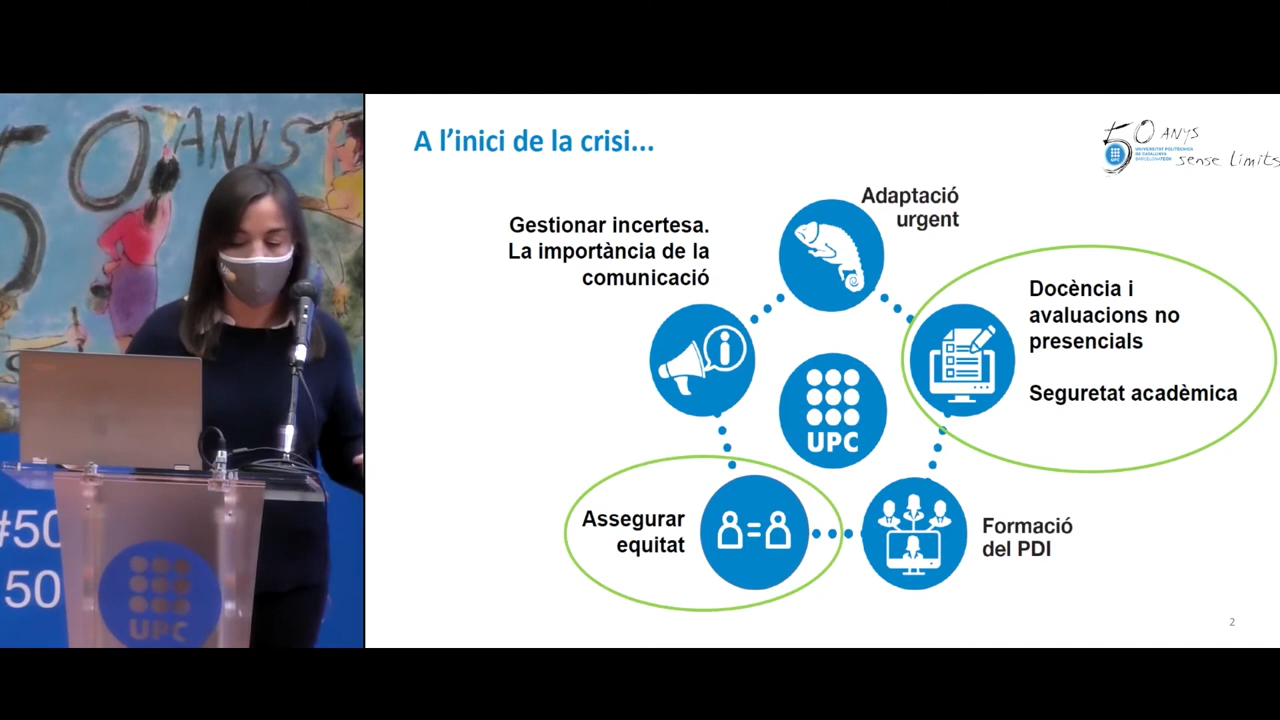 50 ANYS
#50
50
UPC
A l'inici de la crisi...
50 ANYS
UPC
UNIVERSITAT POLITÈCNICA
DE CATALUNYA
BARCELONATECH
sense límits
Adaptació
urgent
Gestionar incertesa.
La importància de la
comunicació
Docència i
avaluacions no
presencials
Seguretat acadèmica
UPC
Assegurar
equitat
Formació
del PDI
2